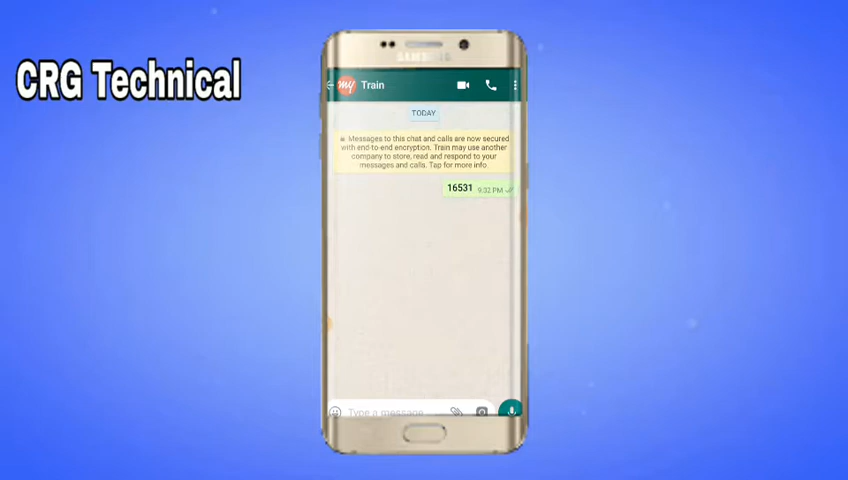 CRG Technical
SAMSUNG
my Train
TODAY
Messages to this chat and calls are now secured
with end-to-end encryption. Train may use another
company to store, read and respond to your
messages and calls. Tap for more info
16531 9:32 PM
Type a message